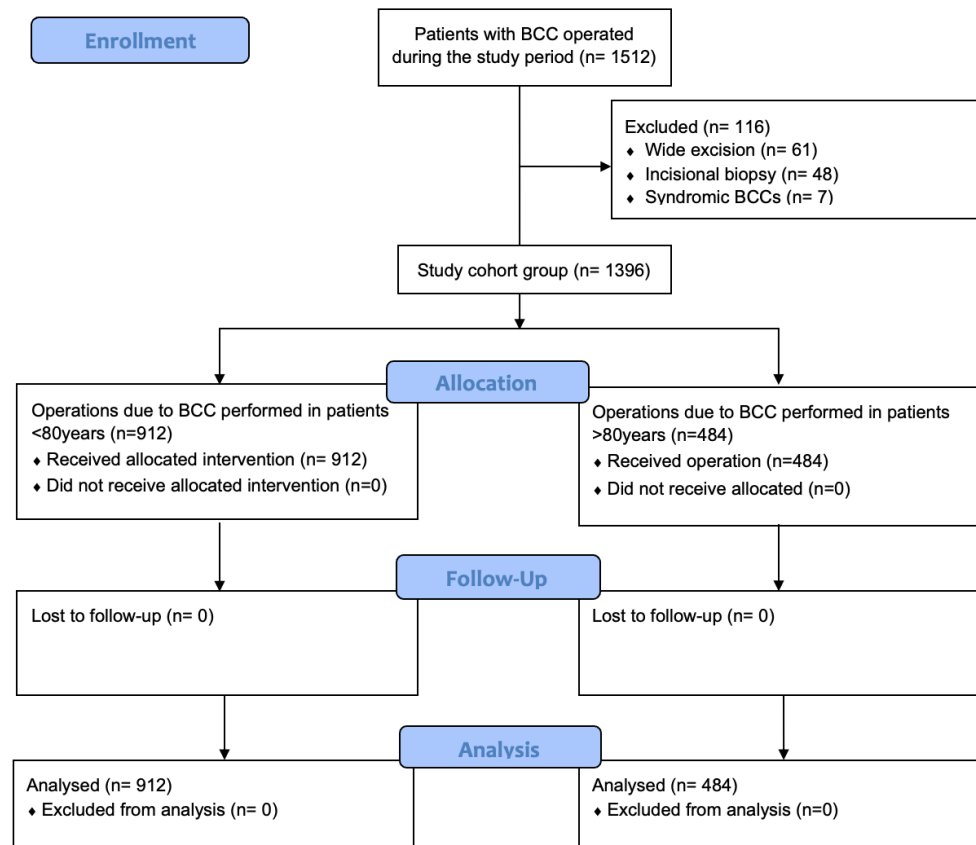 Enrollment
Patients with BCC operated
during the study period (n= 1512)
Excluded (n= 116)
♦ Wide excision (n= 61)
♦ Incisional biopsy (n= 48)
♦ Syndromic BCCs (n= 7)
Study cohort group (n= 1396)
Allocation
Operations due to BCC performed in patients
<80years (n=912)
♦ Received allocated intervention (n= 912)
♦ Did not receive allocated intervention (n=0)
Operations due to BCC performed in patients
>80years (n=484)
♦ Received operation (n=484)
♦ Did not receive allocated (n=0)
Follow-Up
Lost to follow-up (n= 0)
Lost to follow-up (n= 0)
Analysis
Analysed (n= 912)
♦ Excluded from analysis (n= 0)
Analysed (n= 484)
♦ Excluded from analysis (n=0)